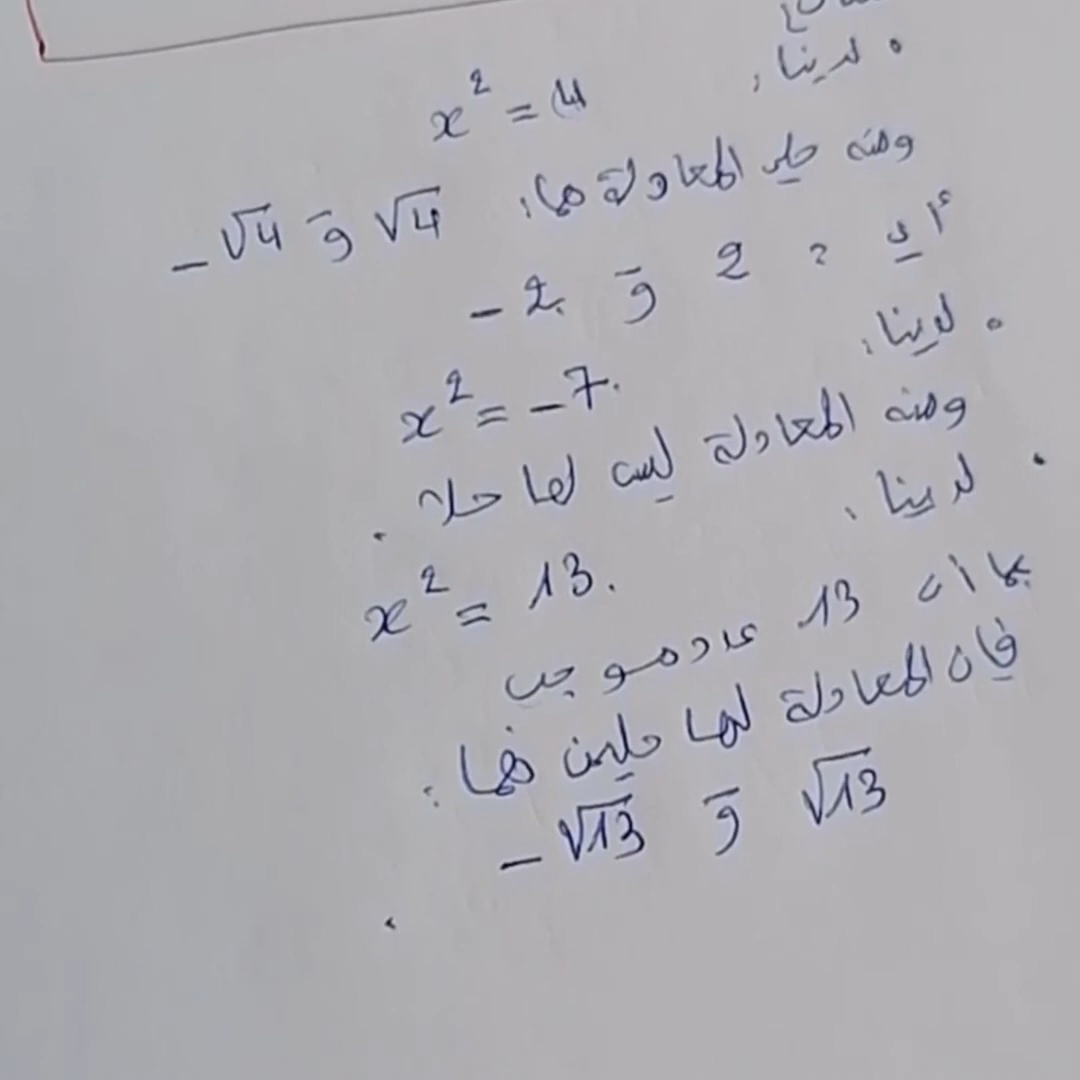 • لدينا:
x² = 4
ومنه حلي المعادلة هما:
√4 و -√4
أي : 2 و -2.
• لدينا:
x² = -7.
ومنه المعادلة ليس لها حلا.
• لدينا:
x² = 13.
بما أن 13 عدد موجب
فإن المعادلة لها حلين هما:
√13 و -√13